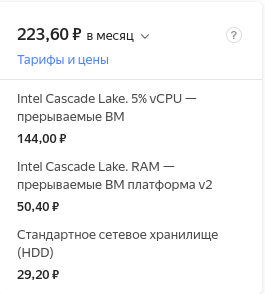 223,60 ₽ в месяц
?
Тарифы и цены
Intel Cascade Lake. 5% vCPU —
прерываемые ВМ
144,00 ₽
Intel Cascade Lake. RAM —
прерываемые ВМ платформа v2
50,40 ₽
Стандартное сетевое хранилище
(HDD)
29,20 ₽